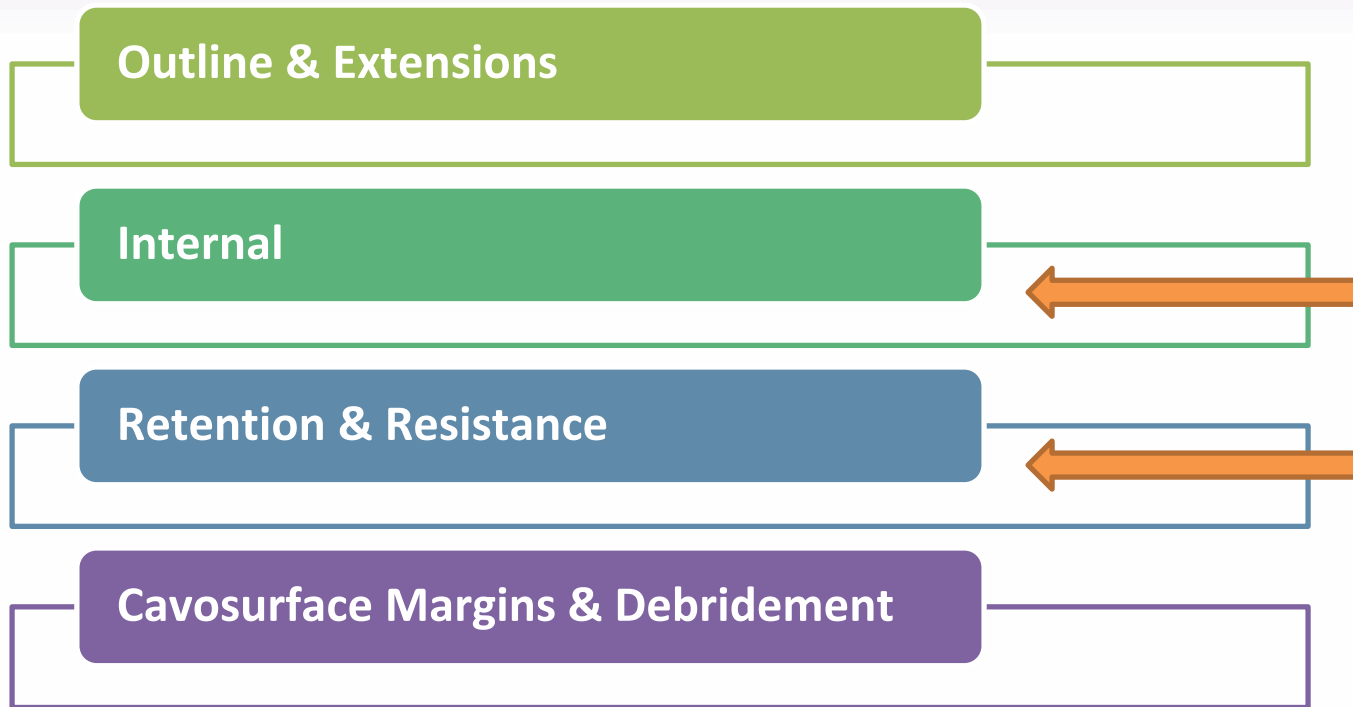 Outline & Extensions
Internal
Retention & Resistance
Cavosurface Margins & Debridement